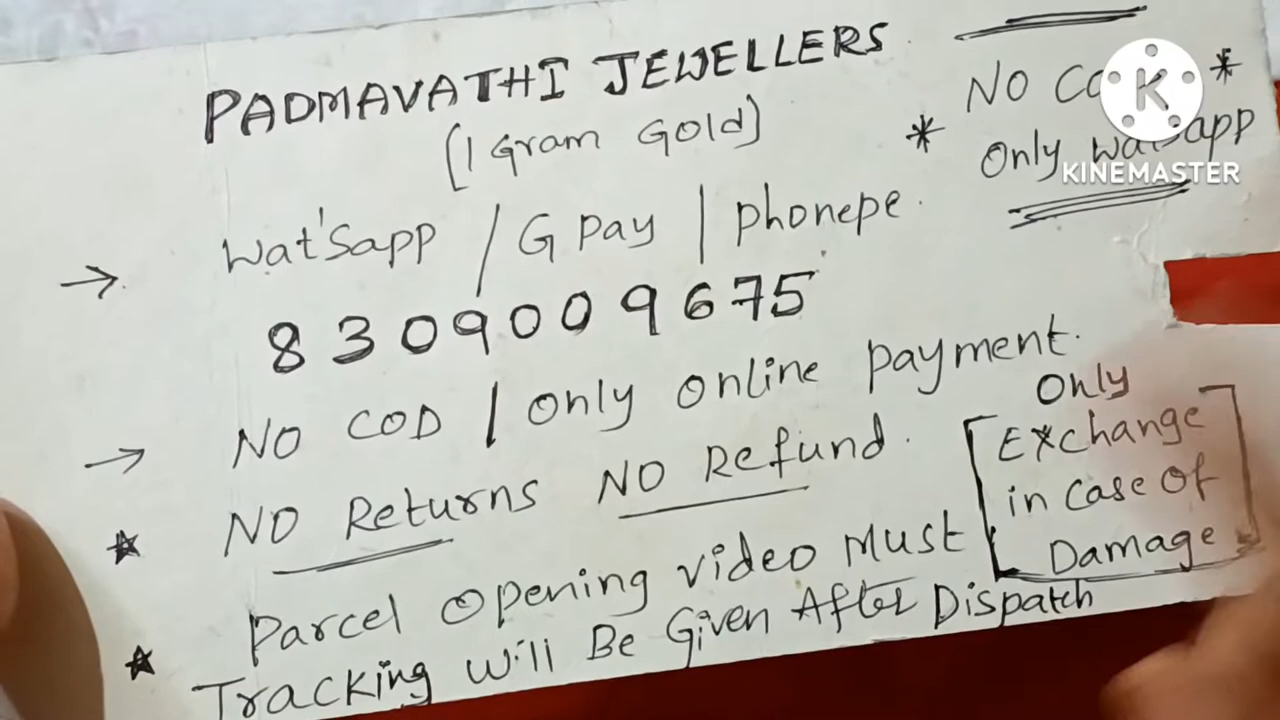 PADMAVATHI JEWELLERS
(1 Gram Gold)
NO
* Only
*
KINEMASTER
K
→ Wat'Sapp / G Pay | Phonepe.
8309009675
→ NO COD / Only Online Payment.
★ NO Returns NO Refund.
Only
[Exchange
in case Of
Damage]
★ Parcel Opening video Must
Tracking Will Be Given After Dispatch